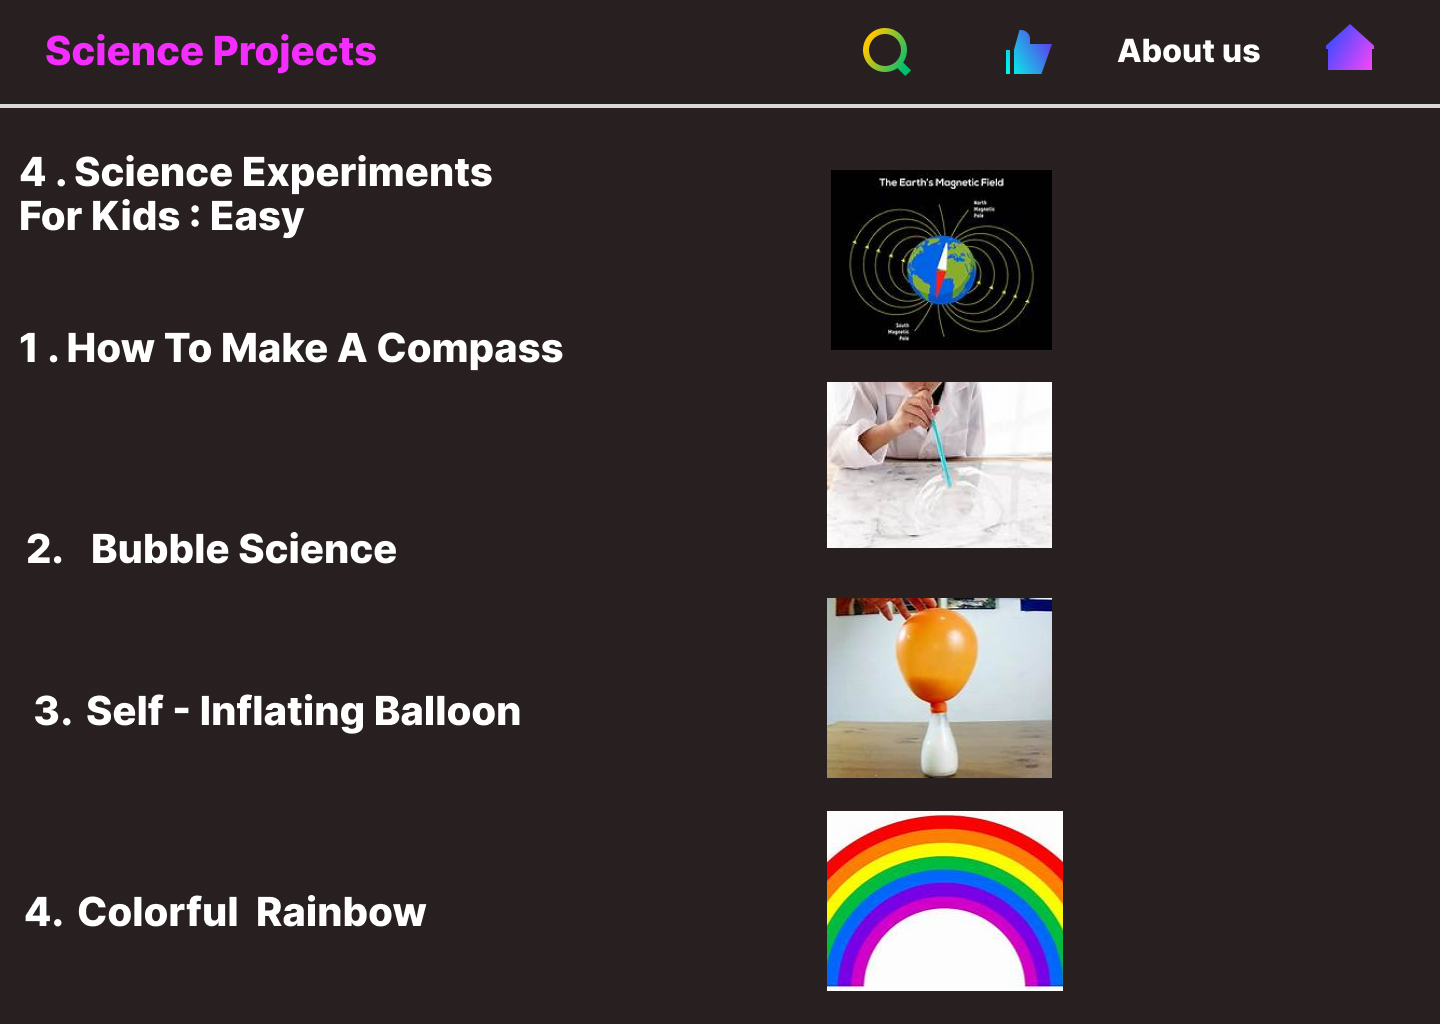 Science Projects
About us
4 . Science Experiments
For Kids : Easy
The Earth's Magnetic Field
North
Magnetic
Pole
South
Magnetic
Pole
1 . How To Make A Compass
2. Bubble Science
3. Self - Inflating Balloon
4. Colorful Rainbow